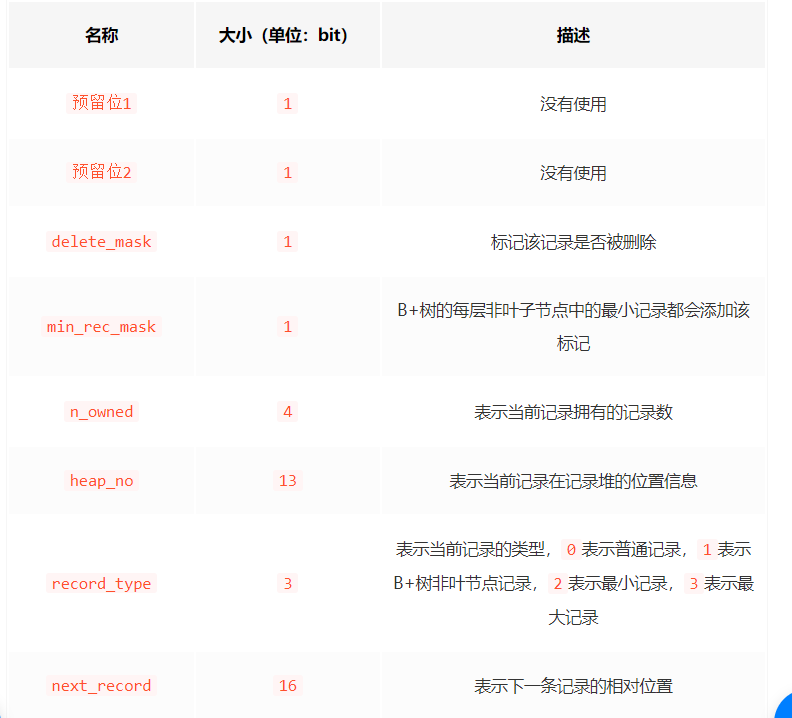 名称 大小（单位：bit） 描述
预留位1 1 没有使用
预留位2 1 没有使用
delete_mask 1 标记该记录是否被删除
min_rec_mask 1 B+树的每层非叶子节点中的最小记录都会添加该
标记
n_owned 4 表示当前记录拥有的记录数
heap_no 13 表示当前记录在记录堆的位置信息
表示当前记录的类型，0表示普通记录，1表示
record_type 3 B+树非叶节点记录，2表示最小记录，3表示最
大记录
next_record 16 表示下一条记录的相对位置